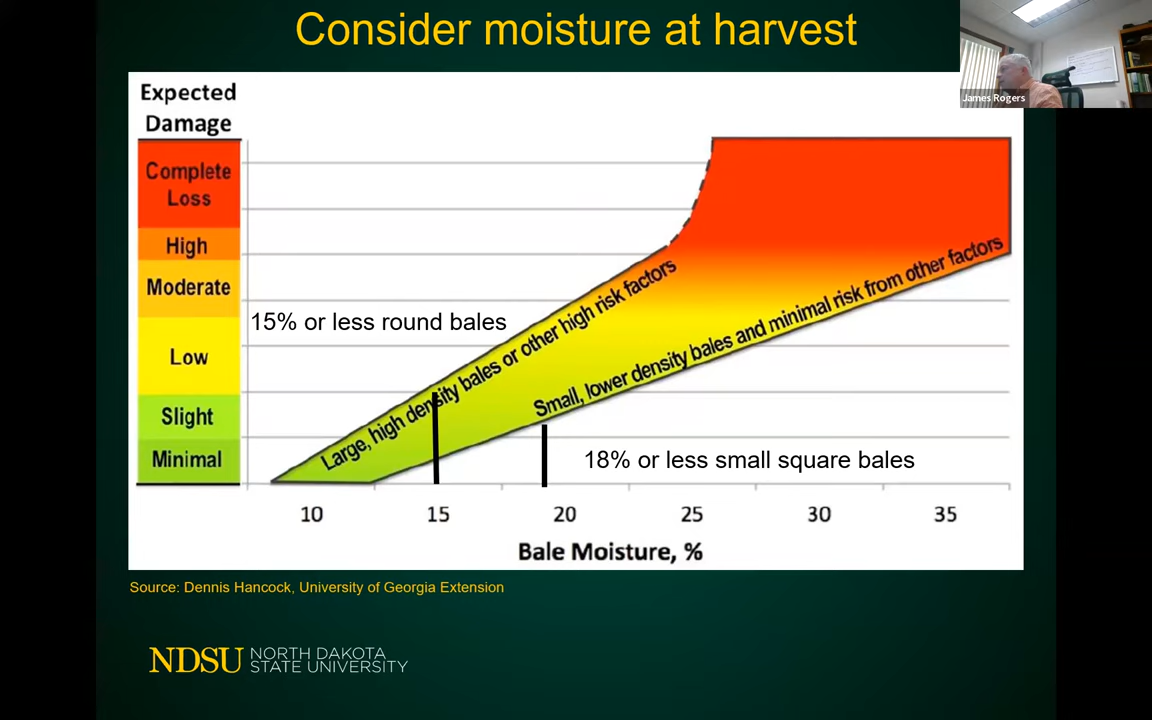 Consider moisture at harvest
James Rogers
Expected
Damage
Complete
Loss
High
Moderate
Low
Slight
Minimal
15% or less round bales
Large, high density bales or other high risk factors
Small, lower density bales and minimal risk from other factors
18% or less small square bales
10 15 20 25 30 35
Bale Moisture, %
Source: Dennis Hancock, University of Georgia Extension
NDSU NORTH DAKOTA
STATE UNIVERSITY